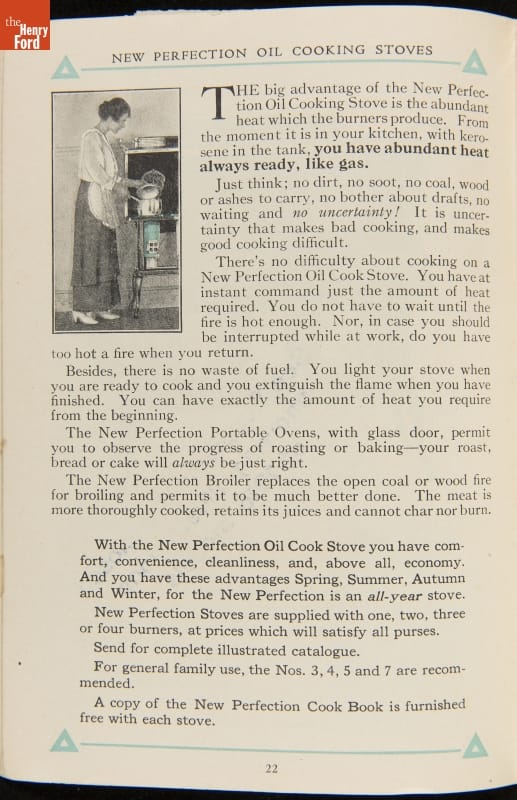 the
Henry
Ford
NEW PERFECTION OIL COOKING STOVES
THE big advantage of the New Perfec-
tion Oil Cooking Stove is the abundant
heat which the burners produce. From
the moment it is in your kitchen, with kero-
sene in the tank, you have abundant heat
always ready, like gas.
Just think; no dirt, no soot, no coal, wood
or ashes to carry, no bother about drafts, no
waiting and no uncertainty! It is uncer-
tainty that makes bad cooking, and makes
good cooking difficult.
There's no difficulty about cooking on a
New Perfection Oil Cook Stove. You have at
instant command just the amount of heat
required. You do not have to wait until the
fire is hot enough. Nor, in case you should
be interrupted while at work, do you have
too hot a fire when you return.
Besides, there is no waste of fuel. You light your stove when
you are ready to cook and you extinguish the flame when you have
finished. You can have exactly the amount of heat you require
from the beginning.
The New Perfection Portable Ovens, with glass door, permit
you to observe the progress of roasting or baking—your roast,
bread or cake will always be just right.
The New Perfection Broiler replaces the open coal or wood fire
for broiling and permits it to be much better done. The meat is
more thoroughly cooked, retains its juices and cannot char nor burn.
With the New Perfection Oil Cook Stove you have com-
fort, convenience, cleanliness, and, above all, economy.
And you have these advantages Spring, Summer, Autumn
and Winter, for the New Perfection is an all-year stove.
New Perfection Stoves are supplied with one, two, three
or four burners, at prices which will satisfy all purses.
Send for complete illustrated catalogue.
For general family use, the Nos. 3, 4, 5 and 7 are recom-
mended.
A copy of the New Perfection Cook Book is furnished
free with each stove.
22